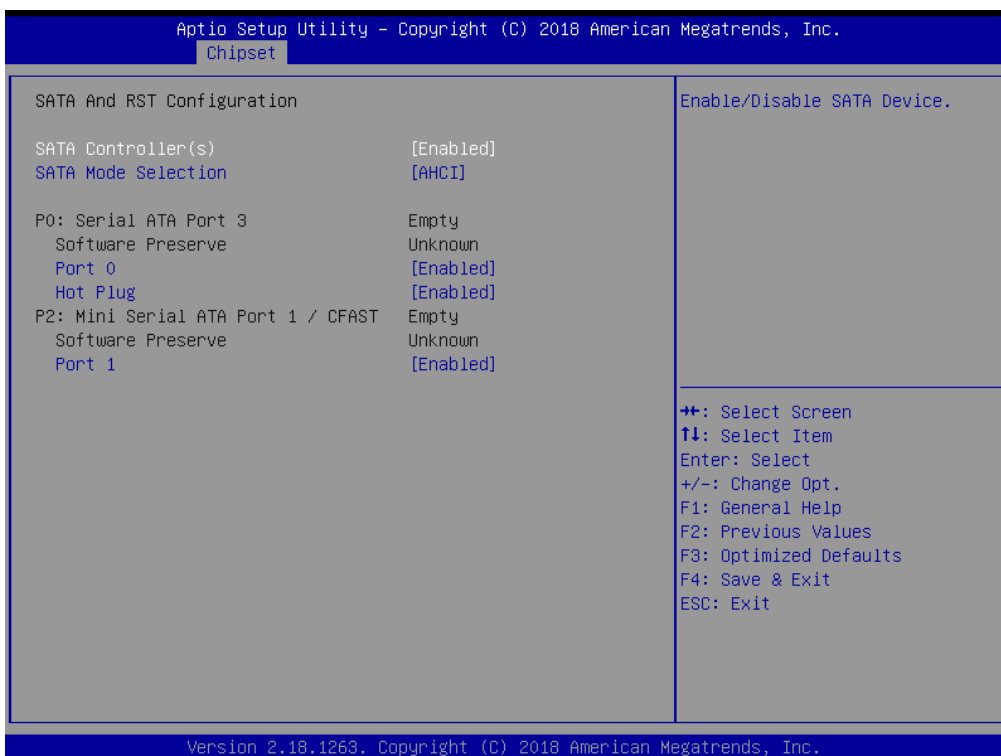 Aptio Setup Utility – Copyright (C) 2018 American Megatrends, Inc.
Chipset
SATA And RST Configuration
SATA Controller(s) [Enabled]
SATA Mode Selection [AHCI]
P0: Serial ATA Port 3 Empty
Software Preserve Unknown
Port 0 [Enabled]
Hot Plug [Enabled]
P2: Mini Serial ATA Port 1 / CFAST Empty
Software Preserve Unknown
Port 1 [Enabled]
Enable/Disable SATA Device.
→←: Select Screen
↑↓: Select Item
Enter: Select
+/-: Change Opt.
F1: General Help
F2: Previous Values
F3: Optimized Defaults
F4: Save & Exit
ESC: Exit
Version 2.18.1263. Copyright (C) 2018 American Megatrends, Inc.